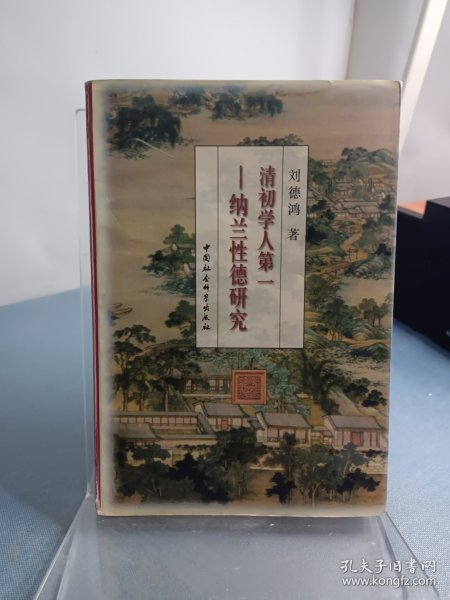 刘德鸿 著
清初学人第一
—纳兰性德研究
中国社会科学出版社
孔夫子旧书网
www.kongfz.com